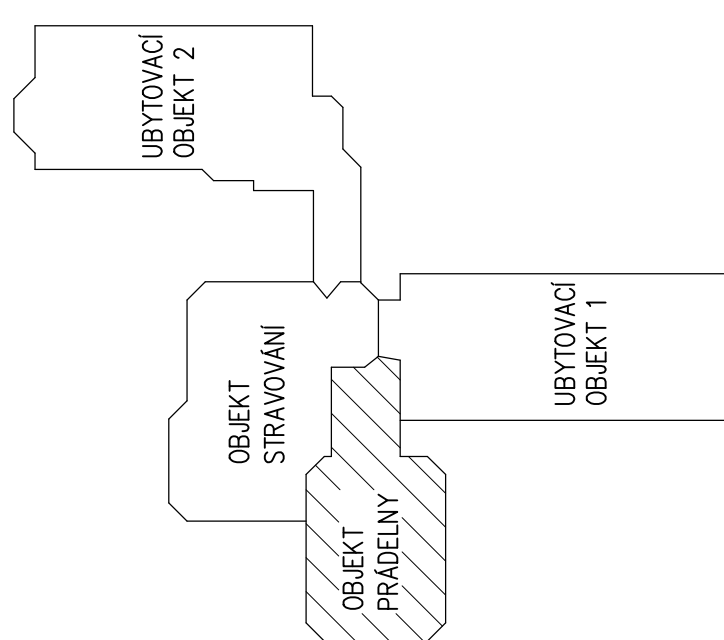 UBYTOVACÍ
OBJEKT 2
UBYTOVACÍ
OBJEKT 1
OBJEKT
STRAVOVÁNÍ
OBJEKT
PRÁDELNY